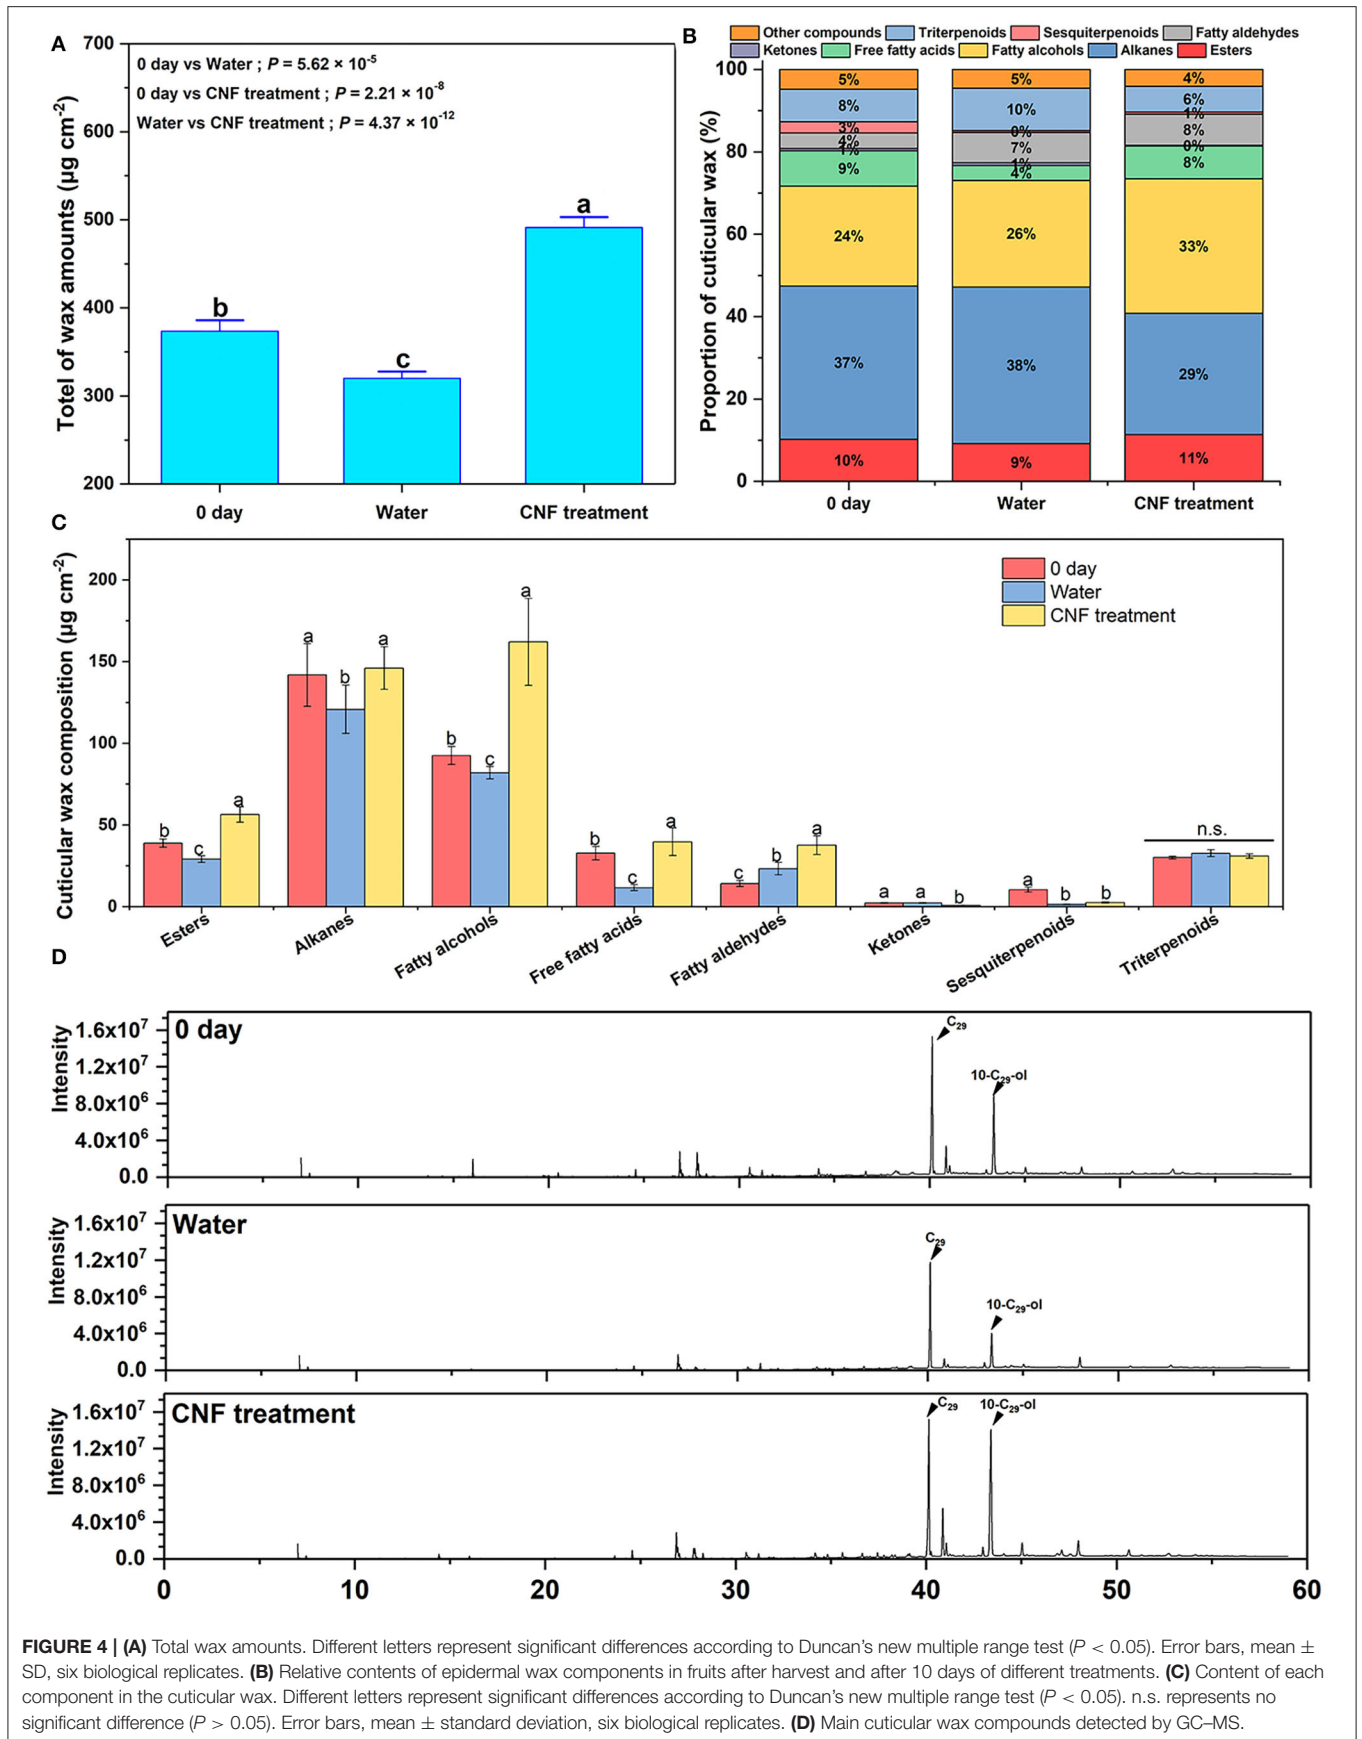 A
700
600
500
400
300
200
Totel of wax amounts (µg cm⁻²)
0 day vs Water ; P = 5.62 × 10⁻⁵
0 day vs CNF treatment ; P = 2.21 × 10⁻⁸
Water vs CNF treatment ; P = 4.37 × 10⁻¹²
b
c
a
0 day Water CNF treatment
B
Other compounds Triterpenoids Sesquiterpenoids Fatty aldehydes
Ketones Free fatty acids Fatty alcohols Alkanes Esters
Proportion of cuticular wax (%)
100
80
60
40
20
0
5% 5% 4%
8% 10% 6%
3% 0% 1%
4% 7% 8%
1% 1% 0%
9% 4% 8%
24% 26% 33%
37% 38% 29%
10% 9% 11%
0 day Water CNF treatment
C
Cuticular wax composition (µg cm⁻²)
200
150
100
50
0
0 day
Water
CNF treatment
b c a
a b a
b c a
b c a
c b a
a a b
a b b
n.s.
Esters Alkanes Fatty alcohols Free fatty acids Fatty aldehydes Ketones Sesquiterpenoids Triterpenoids
D
0 day
Intensity
1.6x10⁷
1.2x10⁷
8.0x10⁶
4.0x10⁶
0.0
C₂₉
10-C₂₉-ol
Water
Intensity
1.6x10⁷
1.2x10⁷
8.0x10⁶
4.0x10⁶
0.0
C₂₉
10-C₂₉-ol
CNF treatment
Intensity
1.6x10⁷
1.2x10⁷
8.0x10⁶
4.0x10⁶
0.0
C₂₉
10-C₂₉-ol
0 10 20 30 40 50 60
FIGURE 4 | (A) Total wax amounts. Different letters represent significant differences according to Duncan's new multiple range test (P < 0.05). Error bars, mean ±
SD, six biological replicates. (B) Relative contents of epidermal wax components in fruits after harvest and after 10 days of different treatments. (C) Content of each
component in the cuticular wax. Different letters represent significant differences according to Duncan's new multiple range test (P < 0.05). n.s. represents no
significant difference (P > 0.05). Error bars, mean ± standard deviation, six biological replicates. (D) Main cuticular wax compounds detected by GC–MS.